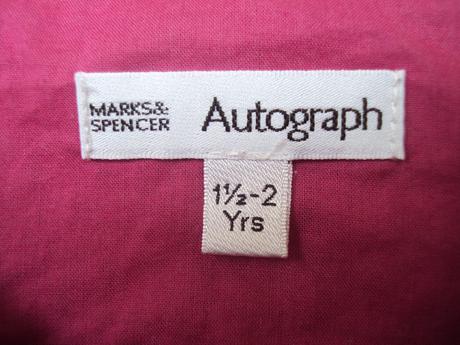 MARKS&
SPENCER
Autograph
1½-2
Yrs